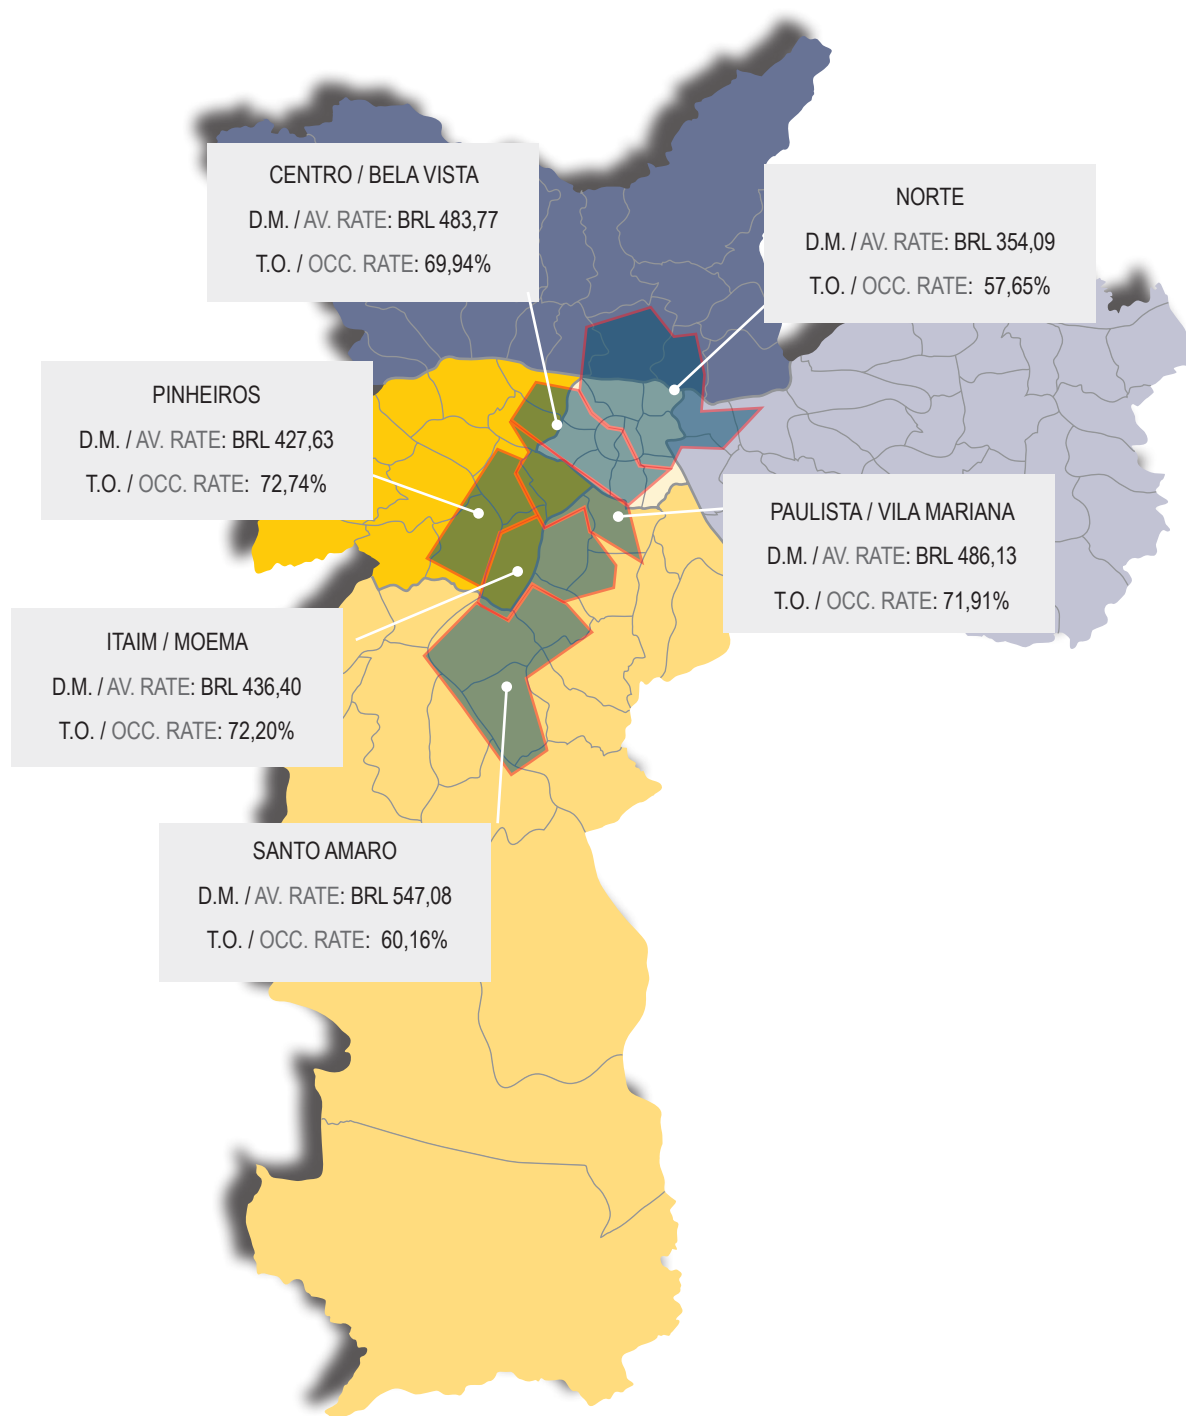 CENTRO / BELA VISTA
D.M. / AV. RATE: BRL 483,77
T.O. / OCC. RATE: 69,94%
NORTE
D.M. / AV. RATE: BRL 354,09
T.O. / OCC. RATE: 57,65%
PINHEIROS
D.M. / AV. RATE: BRL 427,63
T.O. / OCC. RATE: 72,74%
PAULISTA / VILA MARIANA
D.M. / AV. RATE: BRL 486,13
T.O. / OCC. RATE: 71,91%
ITAIM / MOEMA
D.M. / AV. RATE: BRL 436,40
T.O. / OCC. RATE: 72,20%
SANTO AMARO
D.M. / AV. RATE: BRL 547,08
T.O. / OCC. RATE: 60,16%